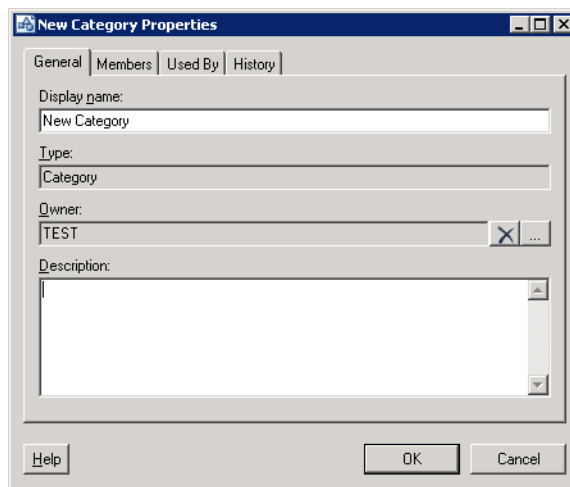 New Category Properties
General Members Used By History
Display name:
New Category
Type:
Category
Owner:
TEST
...
Description:
Help OK Cancel